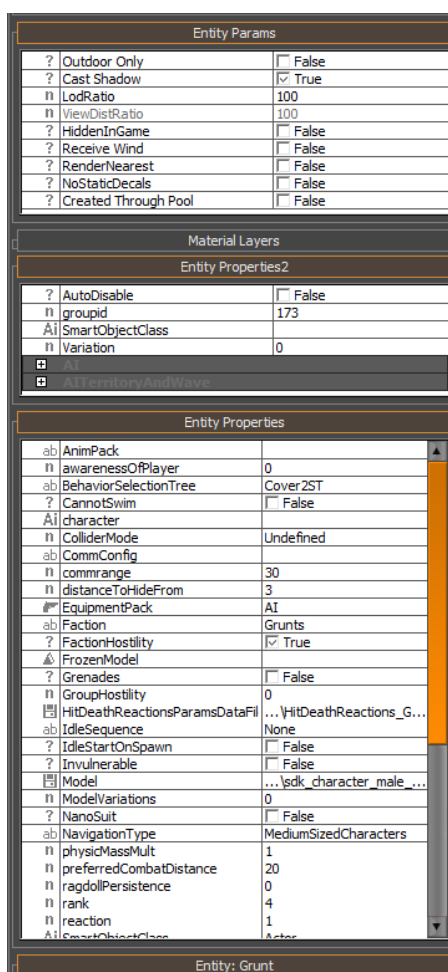 Entity Params
? Outdoor Only False
? Cast Shadow True
n LodRatio 100
n ViewDistRatio 100
? HiddenInGame False
? Receive Wind False
? RenderNearest False
? NoStaticDecals False
? Created Through Pool False
Material Layers
Entity Properties2
? AutoDisable False
n groupid 173
Ai SmartObjectClass
n Variation 0
AI
AITerritoryAndWave
Entity Properties
ab AnimPack
n awarenessOfPlayer 0
ab BehaviorSelectionTree Cover2ST
? CannotSwim False
Ai character
n ColliderMode Undefined
ab CommConfig
n commrange 30
n distanceToHideFrom 3
EquipmentPack AI
ab Faction Grunts
? FactionHostility True
FrozenModel
? Grenades False
n GroupHostility 0
HitDeathReactionsParamsDataFil ...\HitDeathReactions_G...
ab IdleSequence None
? IdleStartOnSpawn False
? Invulnerable False
Model ...\sdk_character_male_...
n ModelVariations 0
? NanoSuit False
ab NavigationType MediumSizedCharacters
n physicMassMult 1
n preferredCombatDistance 20
n ragdollPersistence 0
n rank 4
n reaction 1
Ai SmartObjectClass Actor
Entity: Grunt